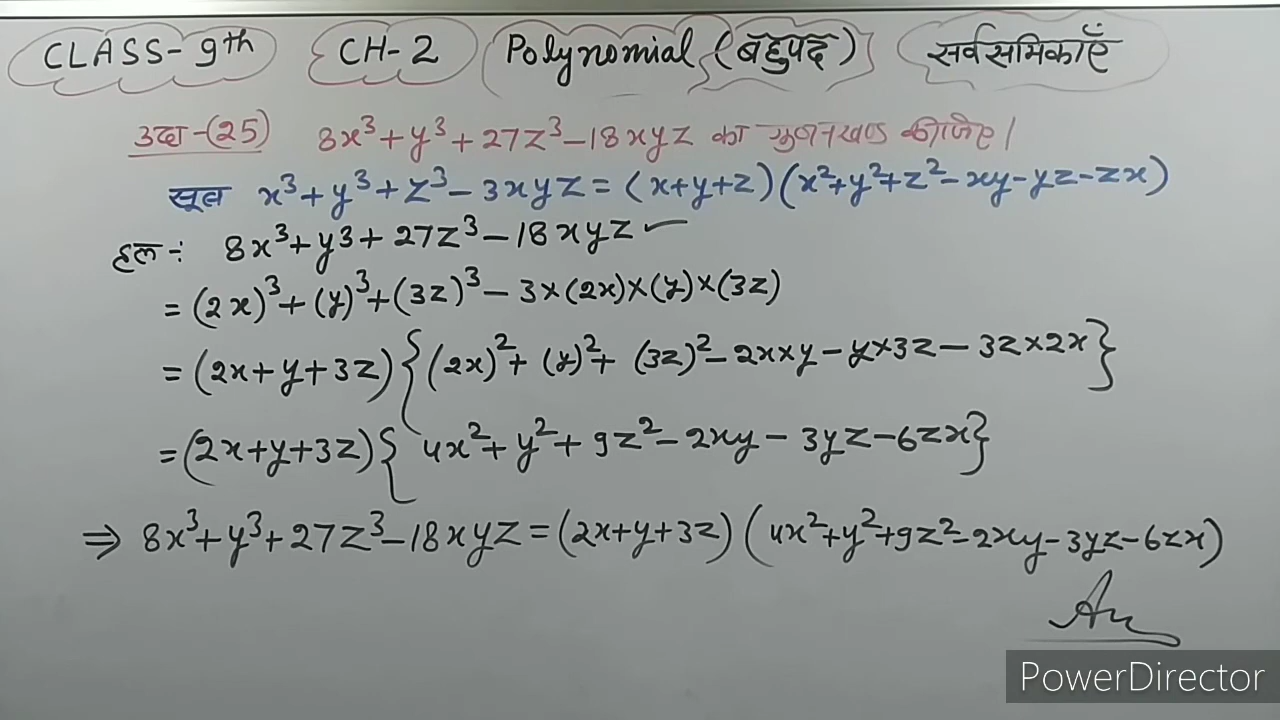 CLASS-9th CH-2 Polynomial (बहुपद) सर्वसमिकाएँ
उदा-(25) 8x³+y³+27z³-18xyz का गुणनखण्ड कीजिए।
सूत्र x³+y³+z³-3xyz=(x+y+z)(x²+y²+z²-xy-yz-zx)
हल÷ 8x³+y³+27z³-18xyz ✓
=(2x)³+(y)³+(3z)³-3×(2x)×(y)×(3z)
=(2x+y+3z){(2x)²+(y)²+(3z)²-2x×y-y×3z-3z×2x}
=(2x+y+3z){4x²+y²+9z²-2xy-3yz-6zx}
⇒ 8x³+y³+27z³-18xyz=(2x+y+3z)(4x²+y²+9z²-2xy-3yz-6zx)
An
PowerDirector